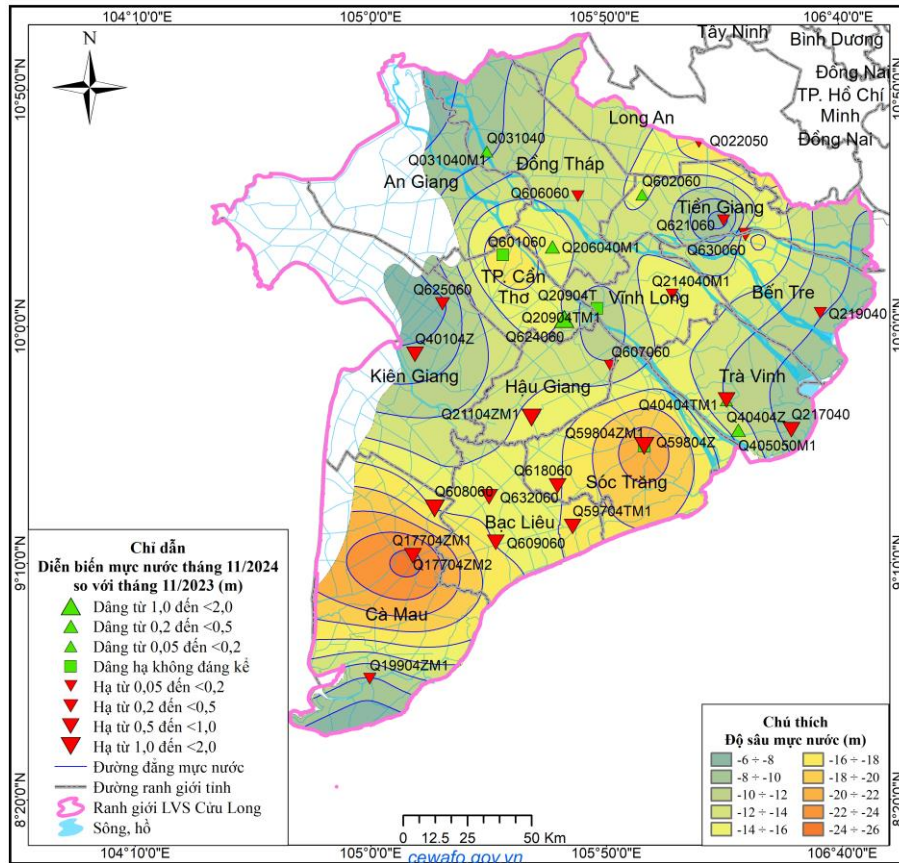 104°10'0"E
105°0'0"E
105°50'0"E
106°40'0"E
N
Tây Ninh
Bình Dương
Đồng Nai
TP. Hồ Chí
Minh
Đồng Nai
10°50'0"N
10°50'0"N
Long An
Q031040
Q022050
Q031040M1
Đồng Tháp
An Giang
Q606060
Q602060
Tiền Giang
Q621060
Q601060
Q206040M1
Q630060
TP. Cần
Thơ
Q625060
Q20904T
Vĩnh Long
Q214040M1
Bến Tre
10°0'0"N
10°0'0"N
Q20904TM1
Q219040
Q40104Z
Q624060
Q607060
Kiên Giang
Hậu Giang
Trà Vinh
Q21104ZM1
Q40404TM1
Q40404Z
Q217040
Q59804ZM1
Q59804Z
Q405050M1
Q618060
Sóc Trăng
Q608060
Q632060
Q59704TM1
Bạc Liêu
Q17704ZM1
Q609060
9°10'0"N
9°10'0"N
Q17704ZM2
Cà Mau
Q19904ZM1
Chỉ dẫn
Diễn biến mực nước tháng 11/2024
so với tháng 11/2023 (m)
Dâng từ 1,0 đến <2,0
Dâng từ 0,2 đến <0,5
Dâng từ 0,05 đến <0,2
Dâng hạ không đáng kể
Hạ từ 0,05 đến <0,2
Hạ từ 0,2 đến <0,5
Hạ từ 0,5 đến <1,0
Hạ từ 1,0 đến <2,0
Đường đẳng mực nước
Đường ranh giới tỉnh
Ranh giới LVS Cửu Long
Sông, hồ
Chú thích
Độ sâu mực nước (m)
-6 ÷ -8
-8 ÷ -10
-10 ÷ -12
-12 ÷ -14
-14 ÷ -16
-16 ÷ -18
-18 ÷ -20
-20 ÷ -22
-22 ÷ -24
-24 ÷ -26
8°20'0"N
8°20'0"N
0 12.5 25 50 Km
cewafo.gov.vn
104°10'0"E
105°0'0"E
105°50'0"E
106°40'0"E